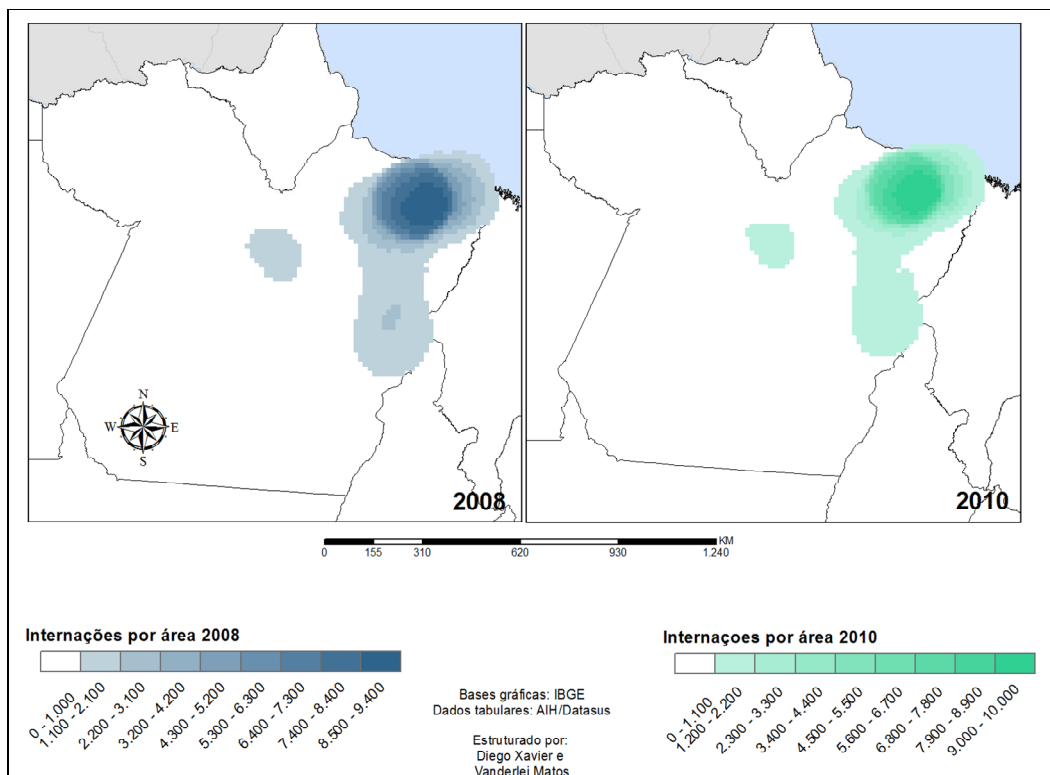 N
W E
S
2008
2010
KM
0 155 310 620 930 1.240
Internações por área 2008
0-1.000
1.100 - 2.100
2.200 - 3.100
3.200 - 4.200
4.300 - 5.200
5.300 - 6.300
6.400 - 7.300
7.400 - 8.400
8.500 - 9.400
Bases gráficas: IBGE
Dados tabulares: AIH/Datasus
Estruturado por:
Diego Xavier e
Vanderlei Matos
Internaçoes por área 2010
0-1.100
1.200 - 2.200
2.300 - 3.300
3.400 - 4.400
4.500 - 5.500
5.600 - 6.700
6.800 - 7.800
7.900 - 8.900
9.000 - 10.000